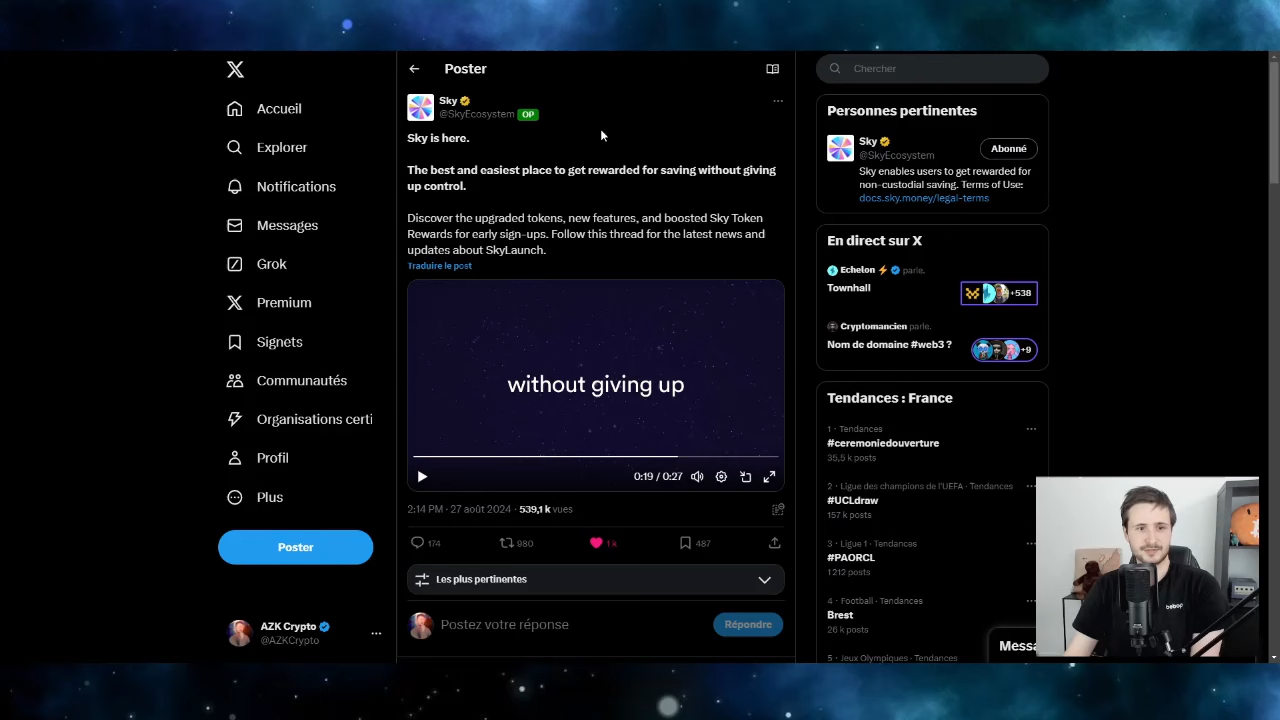 Accueil
Explorer
Notifications
Messages
Grok
Premium
Signets
Communautés
Organisations certi
Profil
Plus
Poster
AZK Crypto
@AZKCrypto
Poster
Sky
@SkyEcosystem OP
Sky is here.
The best and easiest place to get rewarded for saving without giving
up control.
Discover the upgraded tokens, new features, and boosted Sky Token
Rewards for early sign-ups. Follow this thread for the latest news and
updates about SkyLaunch.
Traduire le post
without giving up
0:19 / 0:27
2:14 PM · 27 août 2024 · 539,1 k vues
174
980
1 k
487
Les plus pertinentes
Postez votre réponse
Répondre
Chercher
Personnes pertinentes
Sky
@SkyEcosystem
Abonné
Sky enables users to get rewarded for
non-custodial saving. Terms of Use:
docs.sky.money/legal-terms
En direct sur X
Echelon parle.
Townhall
+538
Cryptomancien parle.
Nom de domaine #web3 ?
+9
Tendances : France
1 · Tendances
#ceremoniedouverture
35,5 k posts
2 · Ligue des champions de l'UEFA · Tendances
#UCLdraw
157 k posts
3 · Ligue 1 · Tendances
#PAORCL
1 212 posts
4 · Football · Tendances
Brest
26 k posts
5 · Jeux Olympiques · Tendances
Messa
bebop